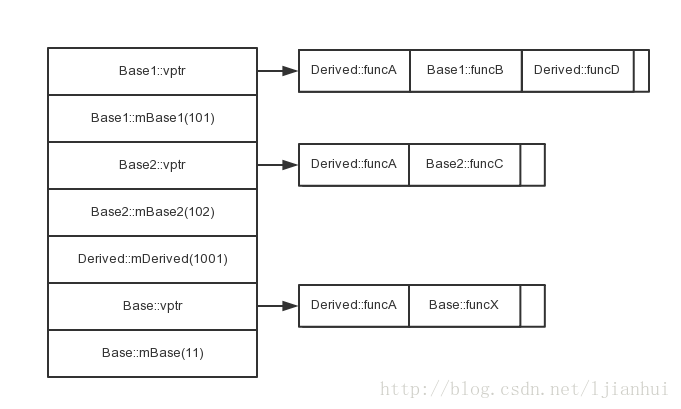 Base1::vptr
Derived::funcA
Base1::funcB
Derived::funcD
Base1::mBase1(101)
Base2::vptr
Derived::funcA
Base2::funcC
Base2::mBase2(102)
Derived::mDerived(1001)
Base::vptr
Derived::funcA
Base::funcX
Base::mBase(11)
http://blog.csdn.net/ljianhui